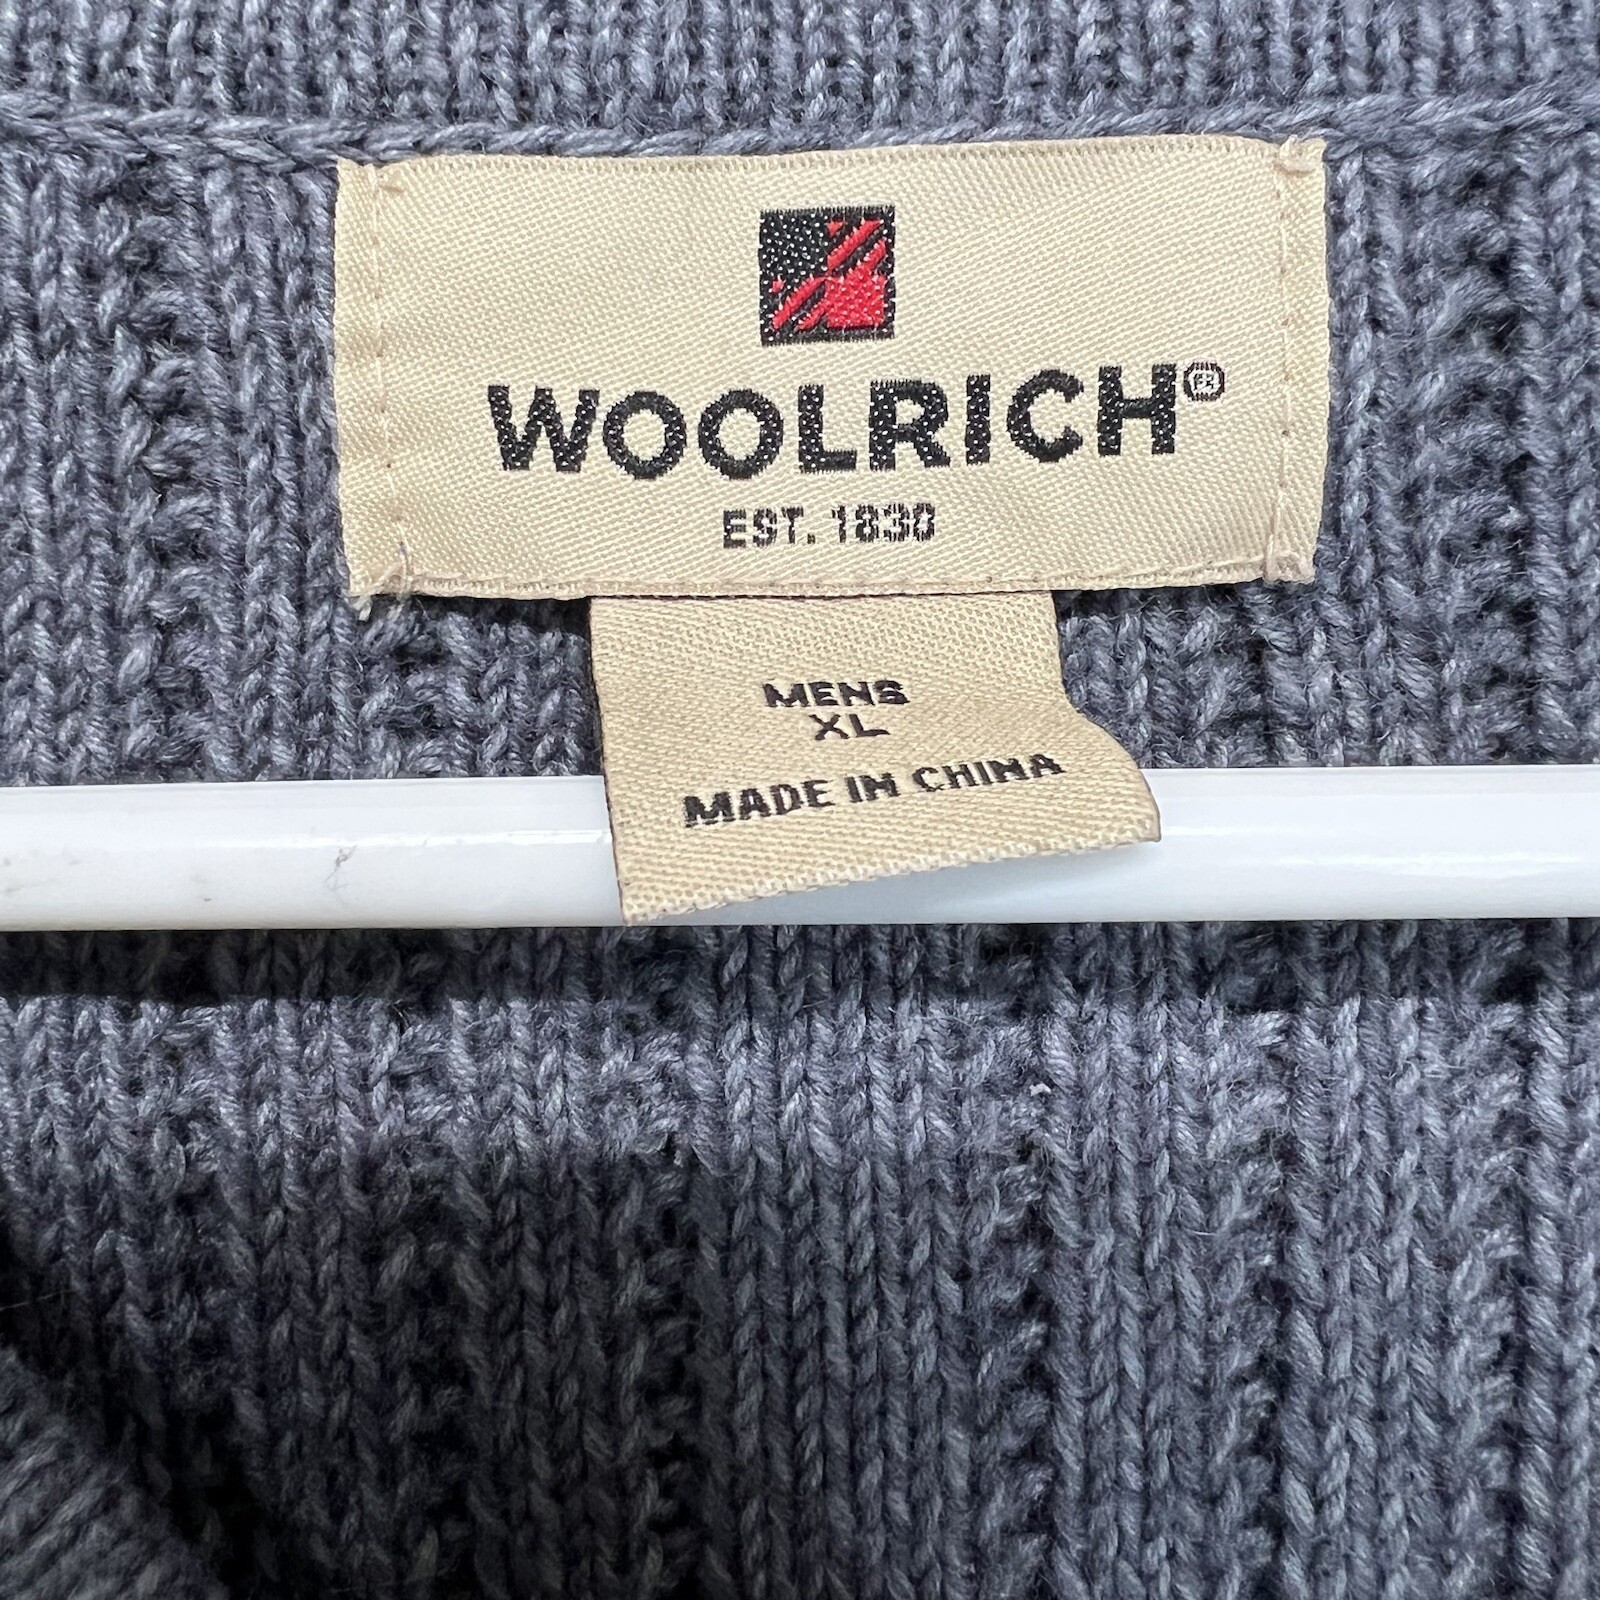 WOOLRICH®
EST. 1830
MENS
XL
MADE IN CHINA